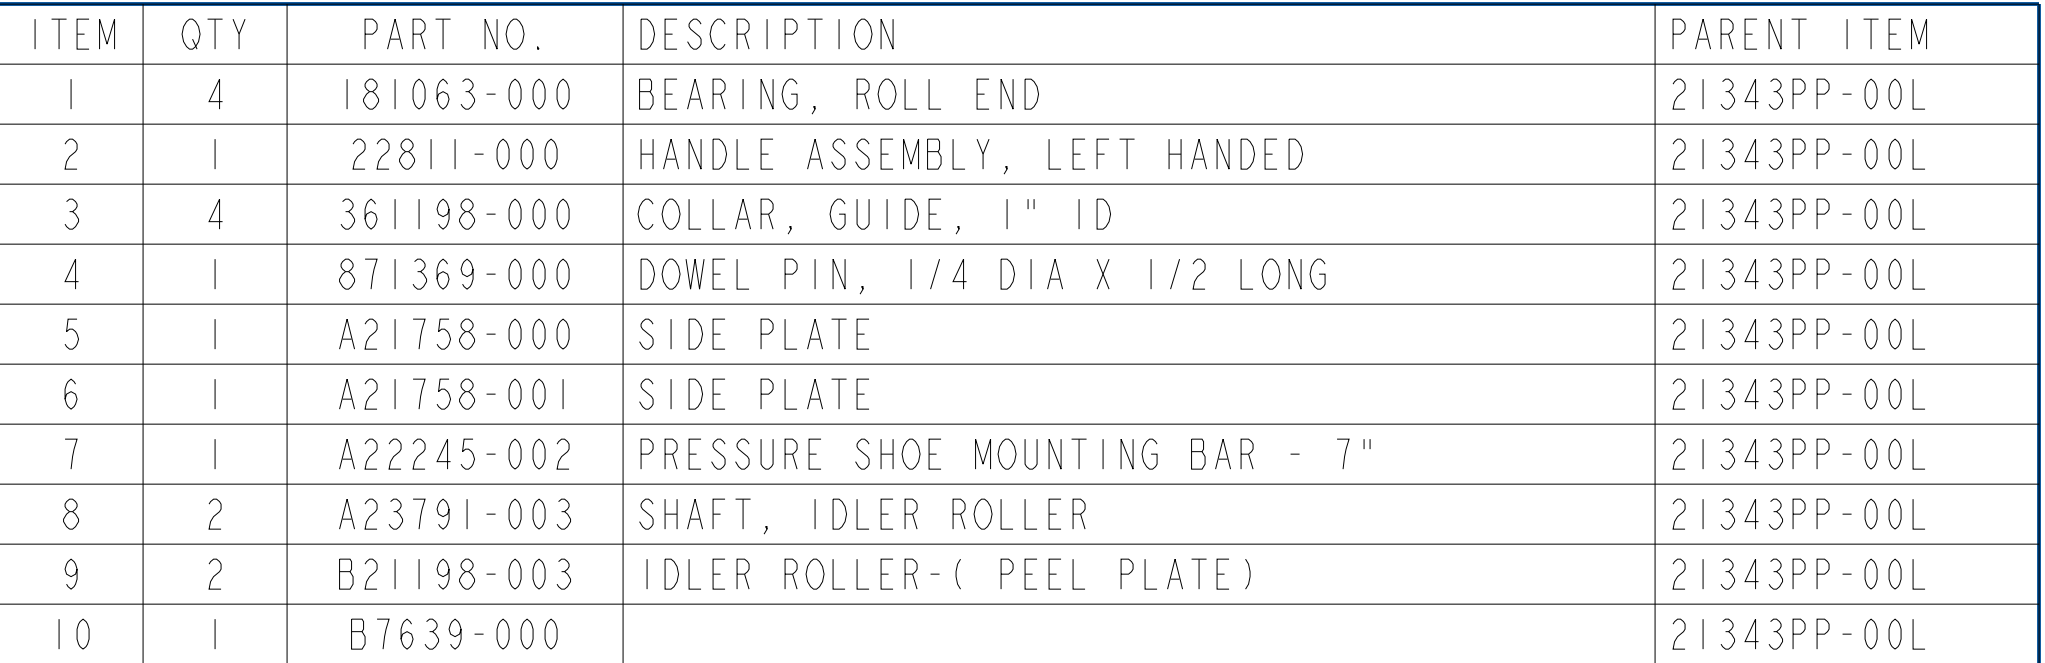 ITEM QTY PART NO. DESCRIPTION PARENT ITEM
1 4 181063-000 BEARING, ROLL END 21343PP-00L
2 1 22811-000 HANDLE ASSEMBLY, LEFT HANDED 21343PP-00L
3 4 361198-000 COLLAR, GUIDE, 1" ID 21343PP-00L
4 1 871369-000 DOWEL PIN, 1/4 DIA X 1/2 LONG 21343PP-00L
5 1 A21758-000 SIDE PLATE 21343PP-00L
6 1 A21758-001 SIDE PLATE 21343PP-00L
7 1 A22245-002 PRESSURE SHOE MOUNTING BAR - 7" 21343PP-00L
8 2 A23791-003 SHAFT, IDLER ROLLER 21343PP-00L
9 2 B21198-003 IDLER ROLLER-( PEEL PLATE) 21343PP-00L
10 1 B7639-000 21343PP-00L